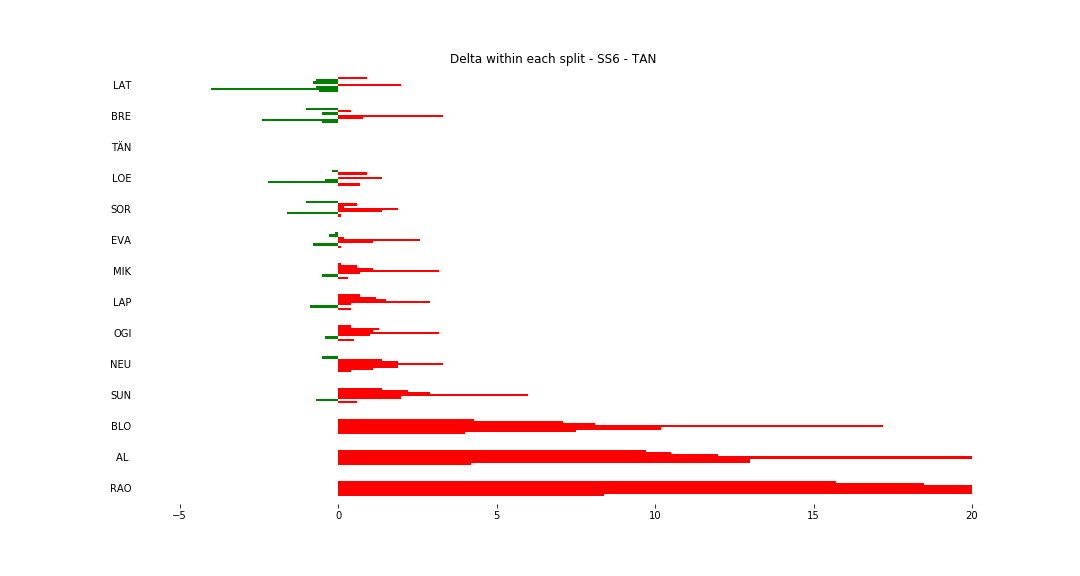 Delta within each split - SS6 - TAN
LAT
BRE
TÄN
LOE
SOR
EVA
MIK
LAP
OGI
NEU
SUN
BLO
AL
RAO
−5 0 5 10 15 20